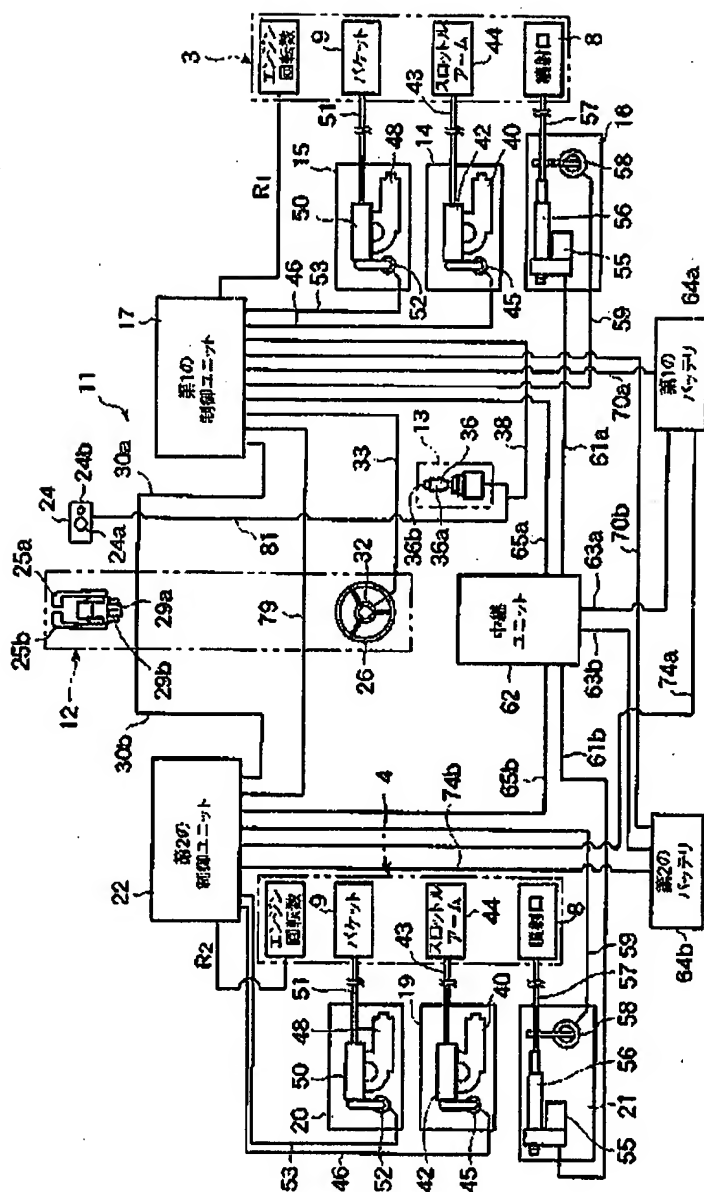 エンジン
回転数
3
バケット
9
スロットル
アーム
44
噴射口
8
43
51
57
15
50
48
14
42
40
16
58
56
55
52
45
R1
46
53
59
17
第1の
制御ユニット
11
30a
24
24b
24a
81
13
36
36b
36a
38
33
65a
61a
70a
70b
64a
第1の
バッテリ
25a
25b
12
29a
29b
79
32
26
30b
中継
ユニット
62
63a
63b
74a
65b
61b
22
第2の
制御ユニット
R2
4
74b
エンジン
回転数
バケット
9
スロットル
アーム
44
噴射口
8
51
43
19
59
57
64b
第2の
バッテリ
20
50
48
52
42
40
45
58
56
21
55
53
46